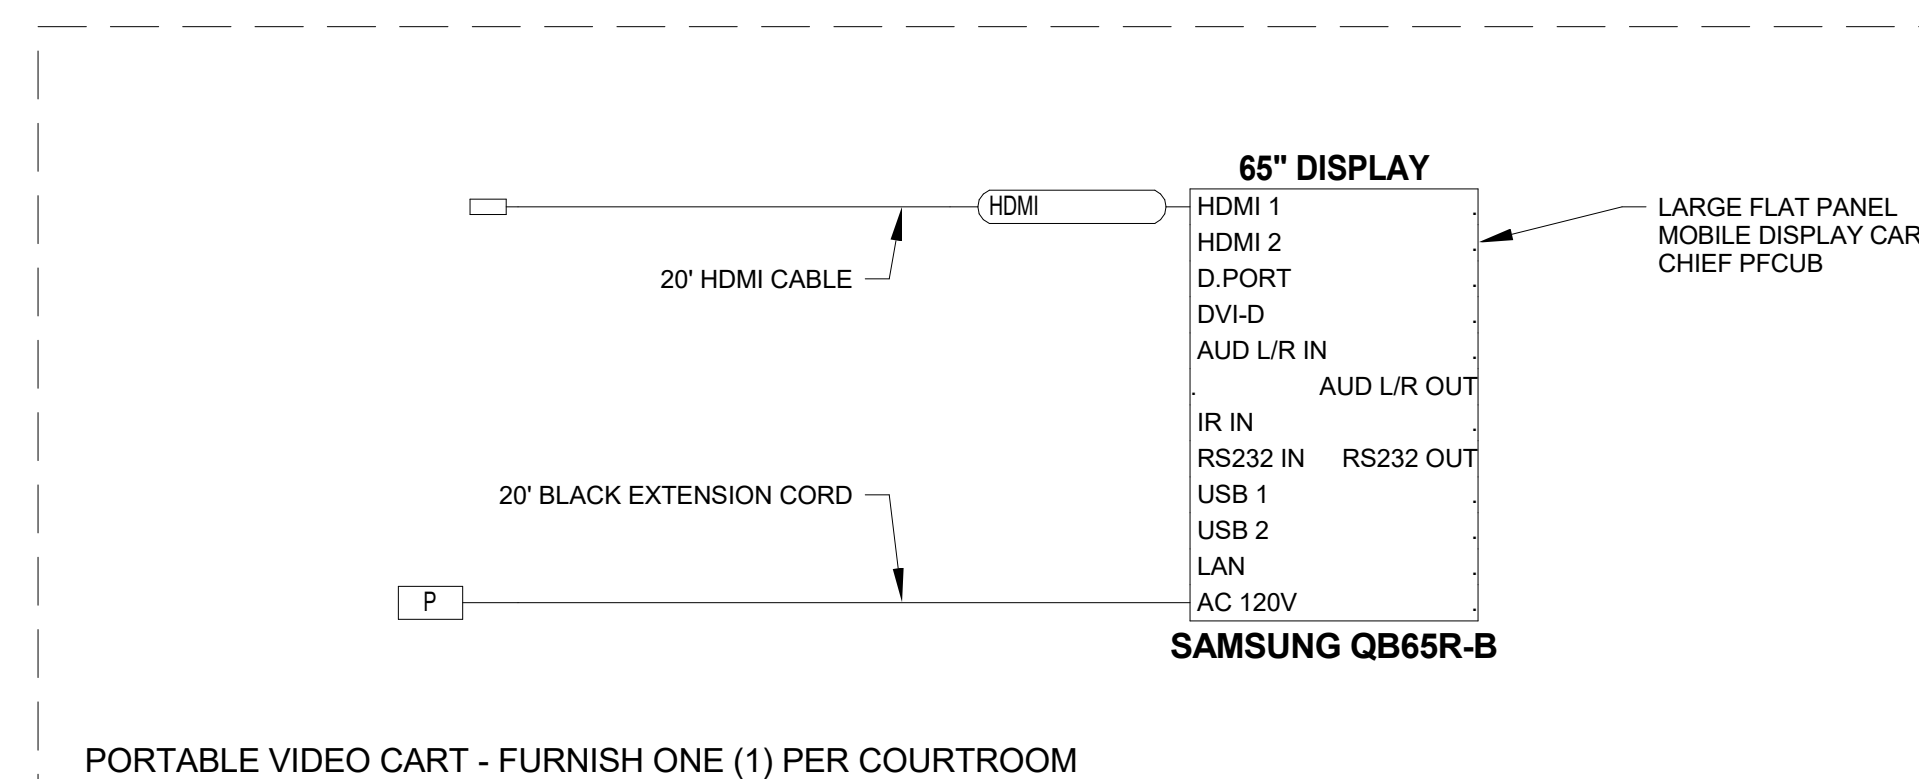 65" DISPLAY
HDMI
HDMI 1
HDMI 2
D.PORT
DVI-D
AUD L/R IN
AUD L/R OUT
IR IN
RS232 IN RS232 OUT
USB 1
USB 2
LAN
AC 120V
SAMSUNG QB65R-B
LARGE FLAT PANEL
MOBILE DISPLAY CAR
CHIEF PFCUB
20' HDMI CABLE
20' BLACK EXTENSION CORD
P
PORTABLE VIDEO CART - FURNISH ONE (1) PER COURTROOM